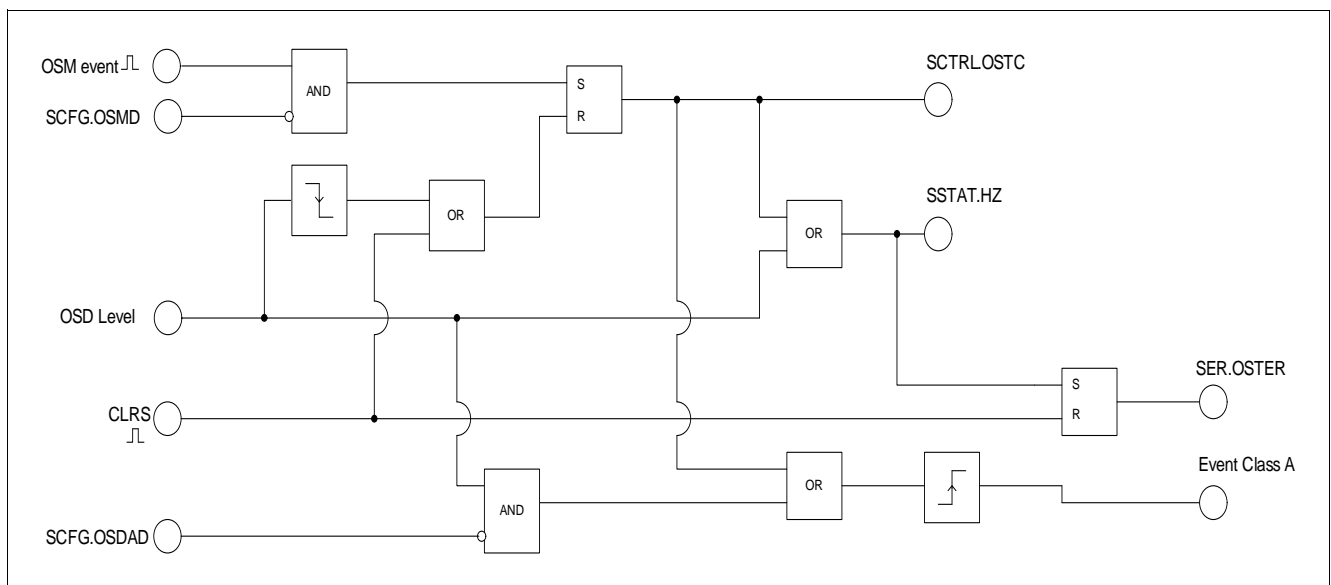 OSM event
SCFG.OSMD
AND
S
R
SCTRL.OSTC
OR
OR
SSTAT.HZ
OSD Level
CLRS
S
R
SER.OSTER
AND
OR
Event Class A
SCFG.OSDAD